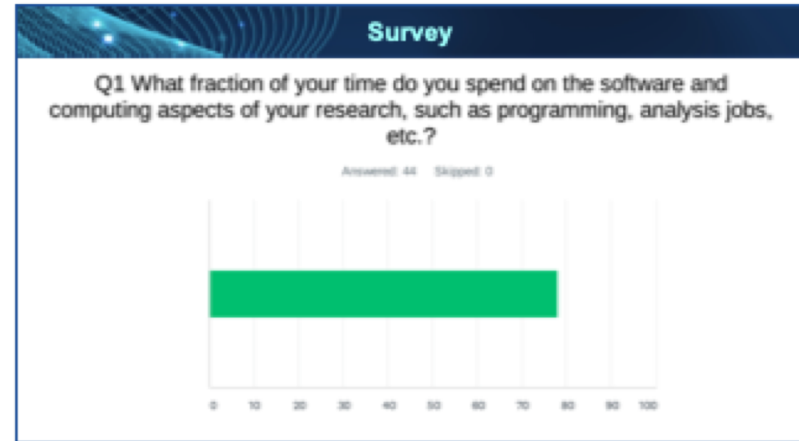 Survey
Q1 What fraction of your time do you spend on the software and
computing aspects of your research, such as programming, analysis jobs,
etc.?
Answered: 44 Skipped: 0
0 10 20 30 40 50 60 70 80 90 100